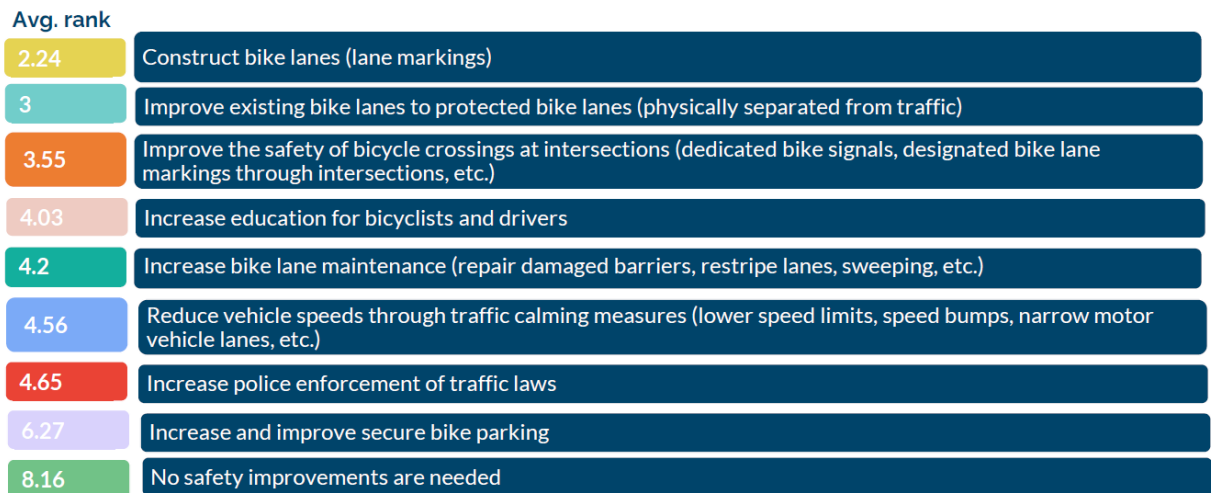 Avg. rank
2.24 Construct bike lanes (lane markings)
3 Improve existing bike lanes to protected bike lanes (physically separated from traffic)
3.55 Improve the safety of bicycle crossings at intersections (dedicated bike signals, designated bike lane
markings through intersections, etc.)
4.03 Increase education for bicyclists and drivers
4.2 Increase bike lane maintenance (repair damaged barriers, restripe lanes, sweeping, etc.)
4.56 Reduce vehicle speeds through traffic calming measures (lower speed limits, speed bumps, narrow motor
vehicle lanes, etc.)
4.65 Increase police enforcement of traffic laws
6.27 Increase and improve secure bike parking
8.16 No safety improvements are needed